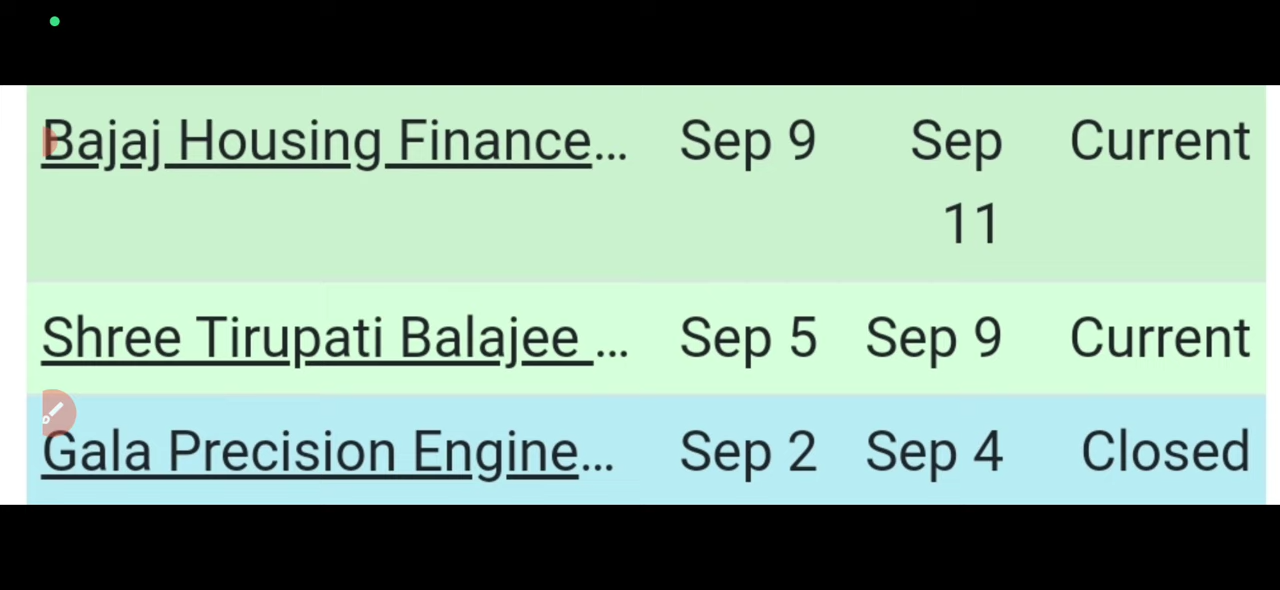 Bajaj Housing Finance... Sep 9 Sep Current
11
Shree Tirupati Balajee ... Sep 5 Sep 9 Current
Gala Precision Engine... Sep 2 Sep 4 Closed